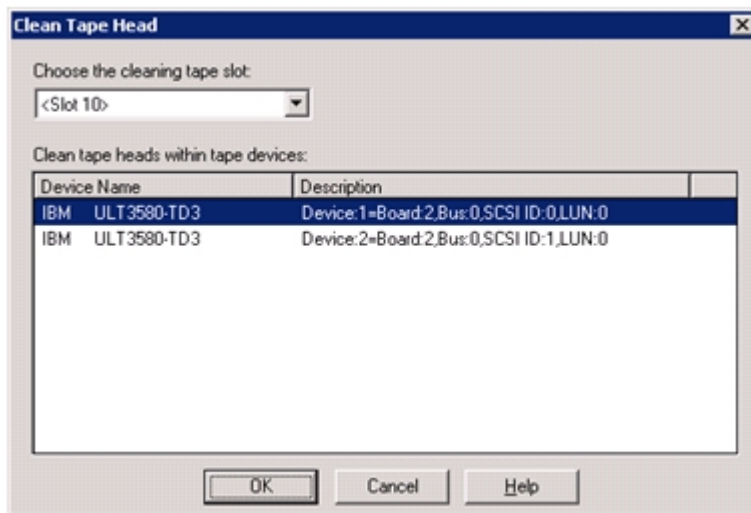 Clean Tape Head
Choose the cleaning tape slot:
<Slot 10>
Clean tape heads within tape devices:
Device Name Description
IBM ULT3580-TD3 Device:1=Board:2,Bus:0,SCSI ID:0,LUN:0
IBM ULT3580-TD3 Device:2=Board:2,Bus:0,SCSI ID:1,LUN:0
OK Cancel Help